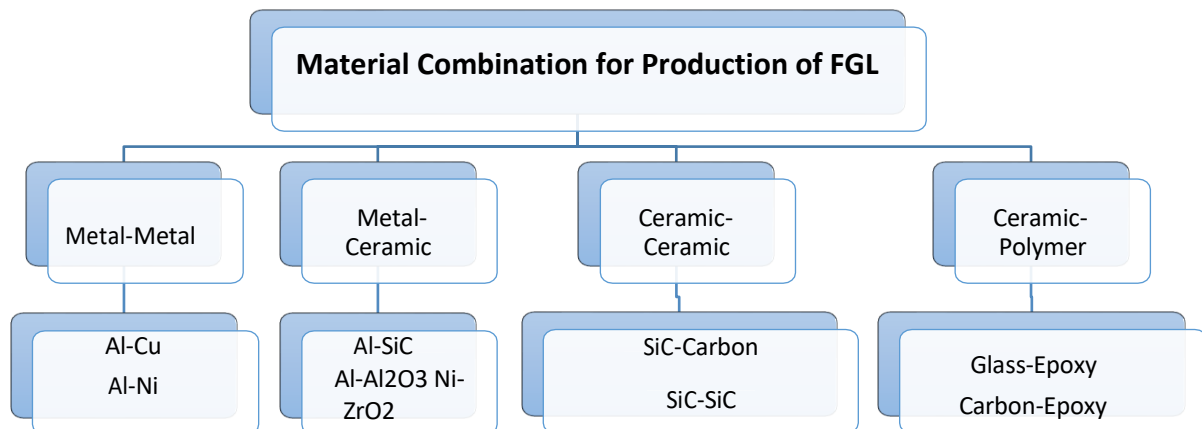 Material Combination for Production of FGL
Metal-Metal
Metal-
Ceramic
Ceramic-
Ceramic
Ceramic-
Polymer
Al-Cu
Al-Ni
Al-SiC
Al-Al2O3 Ni-
ZrO2
SiC-Carbon
SiC-SiC
Glass-Epoxy
Carbon-Epoxy